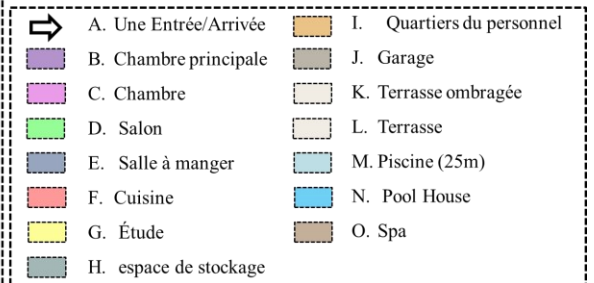 A. Une Entrée/Arrivée
B. Chambre principale
C. Chambre
D. Salon
E. Salle à manger
F. Cuisine
G. Étude
H. espace de stockage
I. Quartiers du personnel
J. Garage
K. Terrasse ombragée
L. Terrasse
M. Piscine (25m)
N. Pool House
O. Spa